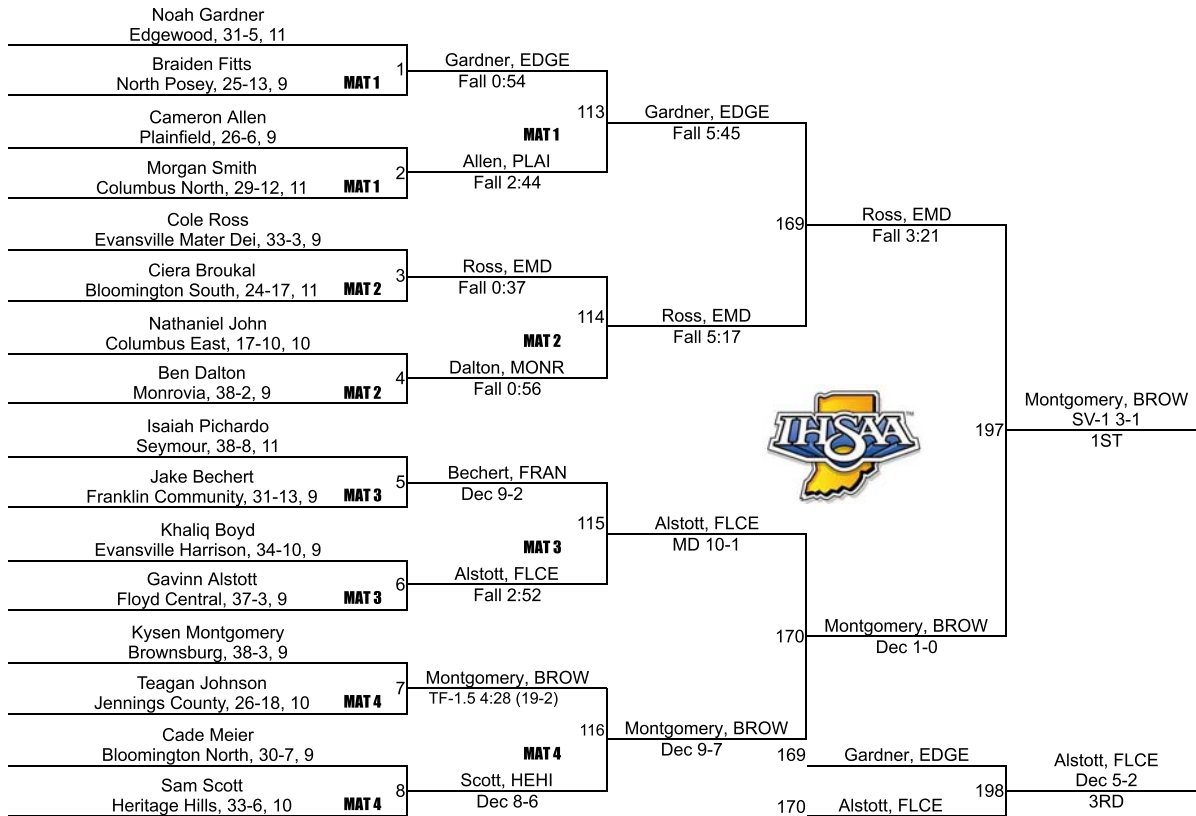 Noah Gardner
Edgewood, 31-5, 11
Braiden Fitts
North Posey, 25-13, 9
MAT 1
1
Gardner, EDGE
Fall 0:54
Cameron Allen
Plainfield, 26-6, 9
Morgan Smith
Columbus North, 29-12, 11
MAT 1
2
Allen, PLAI
Fall 2:44
113
MAT 1
Gardner, EDGE
Fall 5:45
Cole Ross
Evansville Mater Dei, 33-3, 9
Ciera Broukal
Bloomington South, 24-17, 11
MAT 2
3
Ross, EMD
Fall 0:37
Nathaniel John
Columbus East, 17-10, 10
Ben Dalton
Monrovia, 38-2, 9
MAT 2
4
Dalton, MONR
Fall 0:56
114
MAT 2
Ross, EMD
Fall 5:17
169
Ross, EMD
Fall 3:21
Isaiah Pichardo
Seymour, 38-8, 11
Jake Bechert
Franklin Community, 31-13, 9
MAT 3
5
Bechert, FRAN
Dec 9-2
Khaliq Boyd
Evansville Harrison, 34-10, 9
Gavinn Alstott
Floyd Central, 37-3, 9
MAT 3
6
Alstott, FLCE
Fall 2:52
115
MAT 3
Alstott, FLCE
MD 10-1
Kysen Montgomery
Brownsburg, 38-3, 9
Teagan Johnson
Jennings County, 26-18, 10
MAT 4
7
Montgomery, BROW
TF-1.5 4:28 (19-2)
Cade Meier
Bloomington North, 30-7, 9
Sam Scott
Heritage Hills, 33-6, 10
MAT 4
8
Scott, HEHI
Dec 8-6
116
MAT 4
Montgomery, BROW
Dec 9-7
170
Montgomery, BROW
Dec 1-0
IHSAA
™
197
Montgomery, BROW
SV-1 3-1
1ST
169
Gardner, EDGE
170
Alstott, FLCE
198
Alstott, FLCE
Dec 5-2
3RD